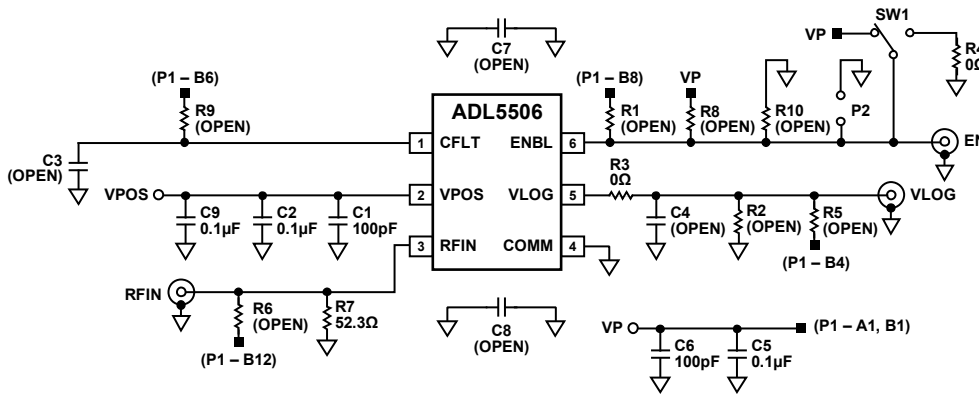 SW1
VP
R4
0Ω
C7
(OPEN)
(P1 – B6)
R9
(OPEN)
(P1 – B8)
R1
(OPEN)
VP
R8
(OPEN)
R10
(OPEN)
P2
ADL5506
1 CFLT
ENBL 6
EN
C3
(OPEN)
VPOS
2 VPOS
VLOG 5
R3
0Ω
VLOG
C9
0.1µF
C2
0.1µF
C1
100pF
C4
(OPEN)
R2
(OPEN)
R5
(OPEN)
(P1 – B4)
3 RFIN
COMM 4
RFIN
R6
(OPEN)
R7
52.3Ω
(P1 – B12)
C8
(OPEN)
VP
(P1 – A1, B1)
C6
100pF
C5
0.1µF